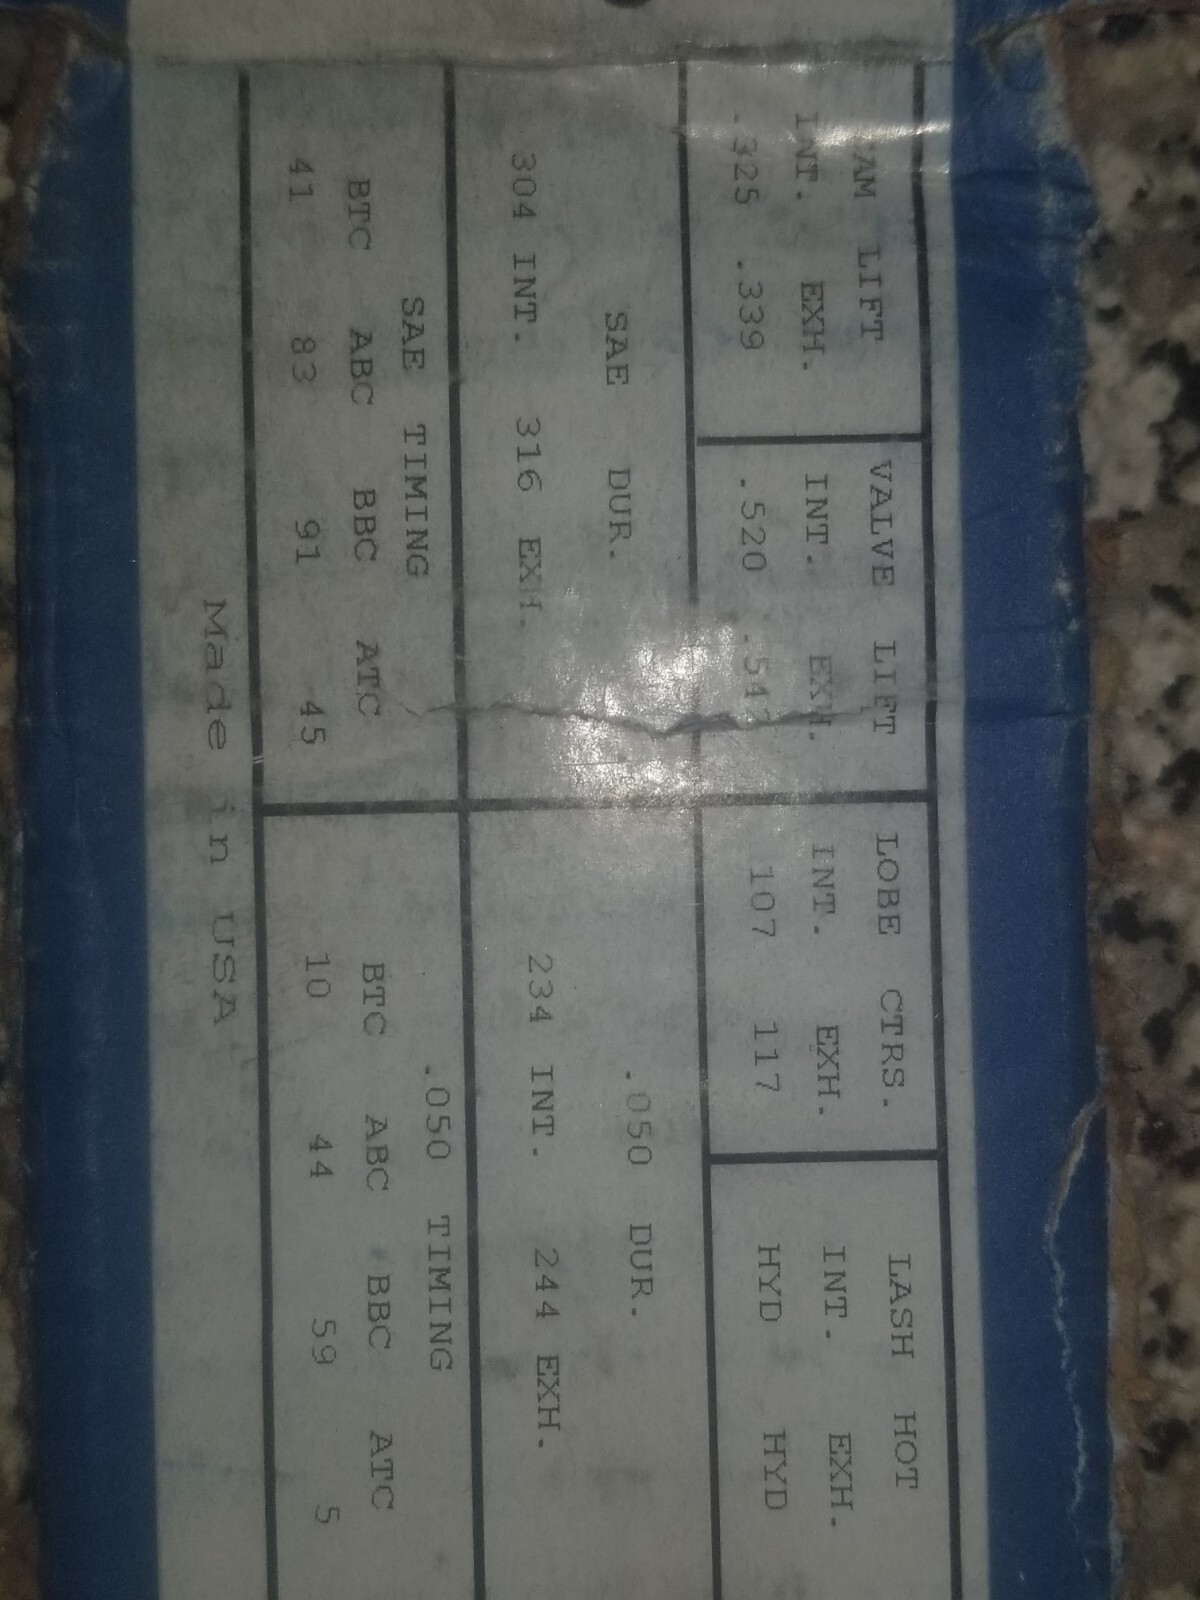 AM LIFT VALVE LIFT LOBE CTRS. LASH HOT
INT. EXH. INT. EXH. INT. EXH. INT. EXH.
.325 .339 .520 107 117 HYD HYD
SAE DUR. .050 DUR.
304 INT. 316 EXH. 234 INT. 244 EXH.
SAE TIMING .050 TIMING
BTC ABC BBC ATC BTC ABC BBC ATC
41 83 91 45 10 44 59 5
Made in USA